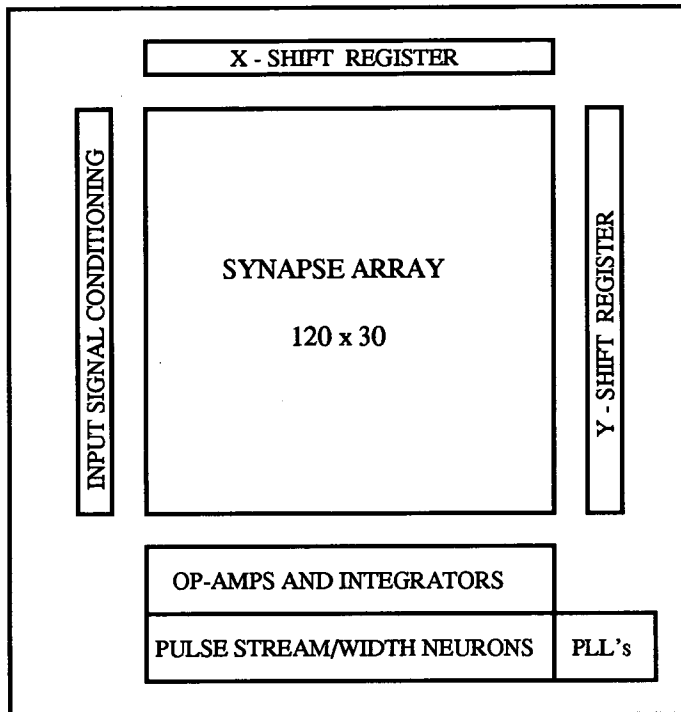 X - SHIFT REGISTER
INPUT SIGNAL CONDITIONING
SYNAPSE ARRAY
120 x 30
Y - SHIFT REGISTER
OP-AMPS AND INTEGRATORS
PULSE STREAM/WIDTH NEURONS
PLL's